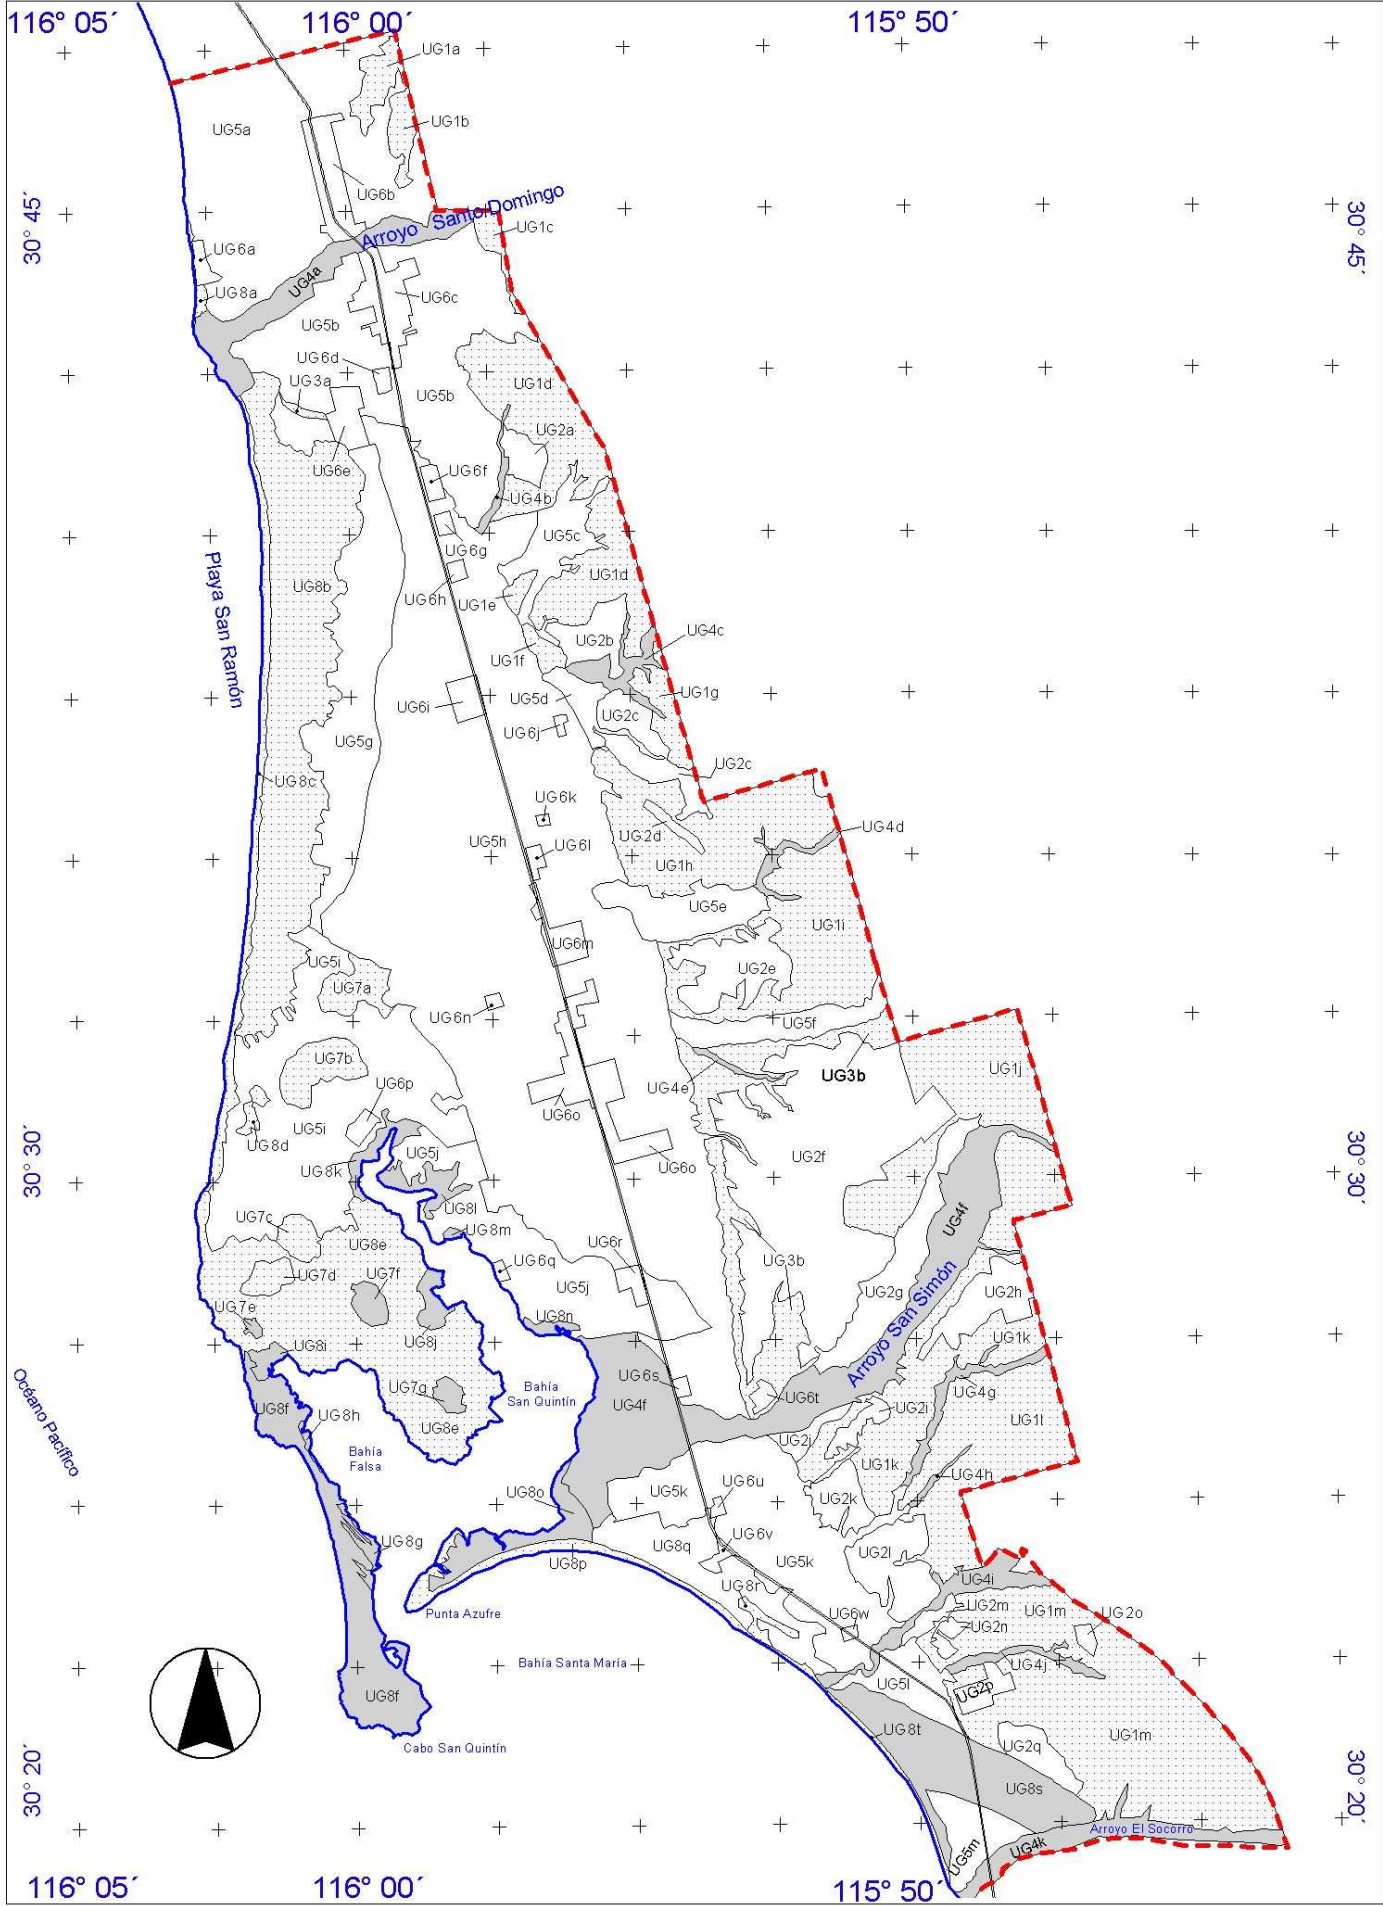 116° 05´
116° 00´
115° 50´
UG1a
UG5a
UG1b
UG6b
30° 45´
Arroyo Santo Domingo
30° 45´
UG1c
UG6a
UG4a
UG8a
UG6c
UG5b
UG6d
UG3a
UG5b
UG1d
UG2a
UG6e
UG6f
UG4b
UG6g
UG5c
Playa San Ramón
UG8b
UG6h
UG1e
UG1d
UG2b
UG4c
UG1f
UG5d
UG1g
UG6i
UG2c
UG6j
UG5g
UG2c
UG8c
UG6k
UG2d
UG4d
UG5h
UG6l
UG1h
UG5e
UG1i
UG6m
UG5i
UG2e
UG7a
UG6n
UG5f
UG7b
UG3b
UG1j
UG6p
UG4e
UG6o
UG5i
UG8d
UG5j
UG2f
30° 30´
UG8k
UG6o
30° 30´
UG8l
UG7c
UG8m
UG4f
UG8e
UG6r
UG3b
UG7d
UG7f
UG6q
UG5j
UG2g
UG2h
UG7e
UG8n
Arroyo San Simón
UG8i
UG8j
UG1k
Océano Pacífico
UG6s
UG4g
UG7g
Bahía
San Quintín
UG8f
UG8h
UG4f
UG6t
UG2i
UG8e
UG1l
UG2j
Bahía
Falsa
UG1k
UG4h
UG6u
UG8o
UG5k
UG2k
UG8g
UG8q
UG6v
UG5k
UG2l
UG8p
UG4i
UG8r
Punta Azufre
UG2m
UG1m
UG2o
UG6w
UG2n
Bahía Santa María
UG4j
UG5l
UG2p
UG8f
UG8t
UG1m
Cabo San Quintín
UG2q
30° 20´
UG8s
30° 20´
Arroyo El Socorro
UG5m
UG4k
116° 05´
116° 00´
115° 50´